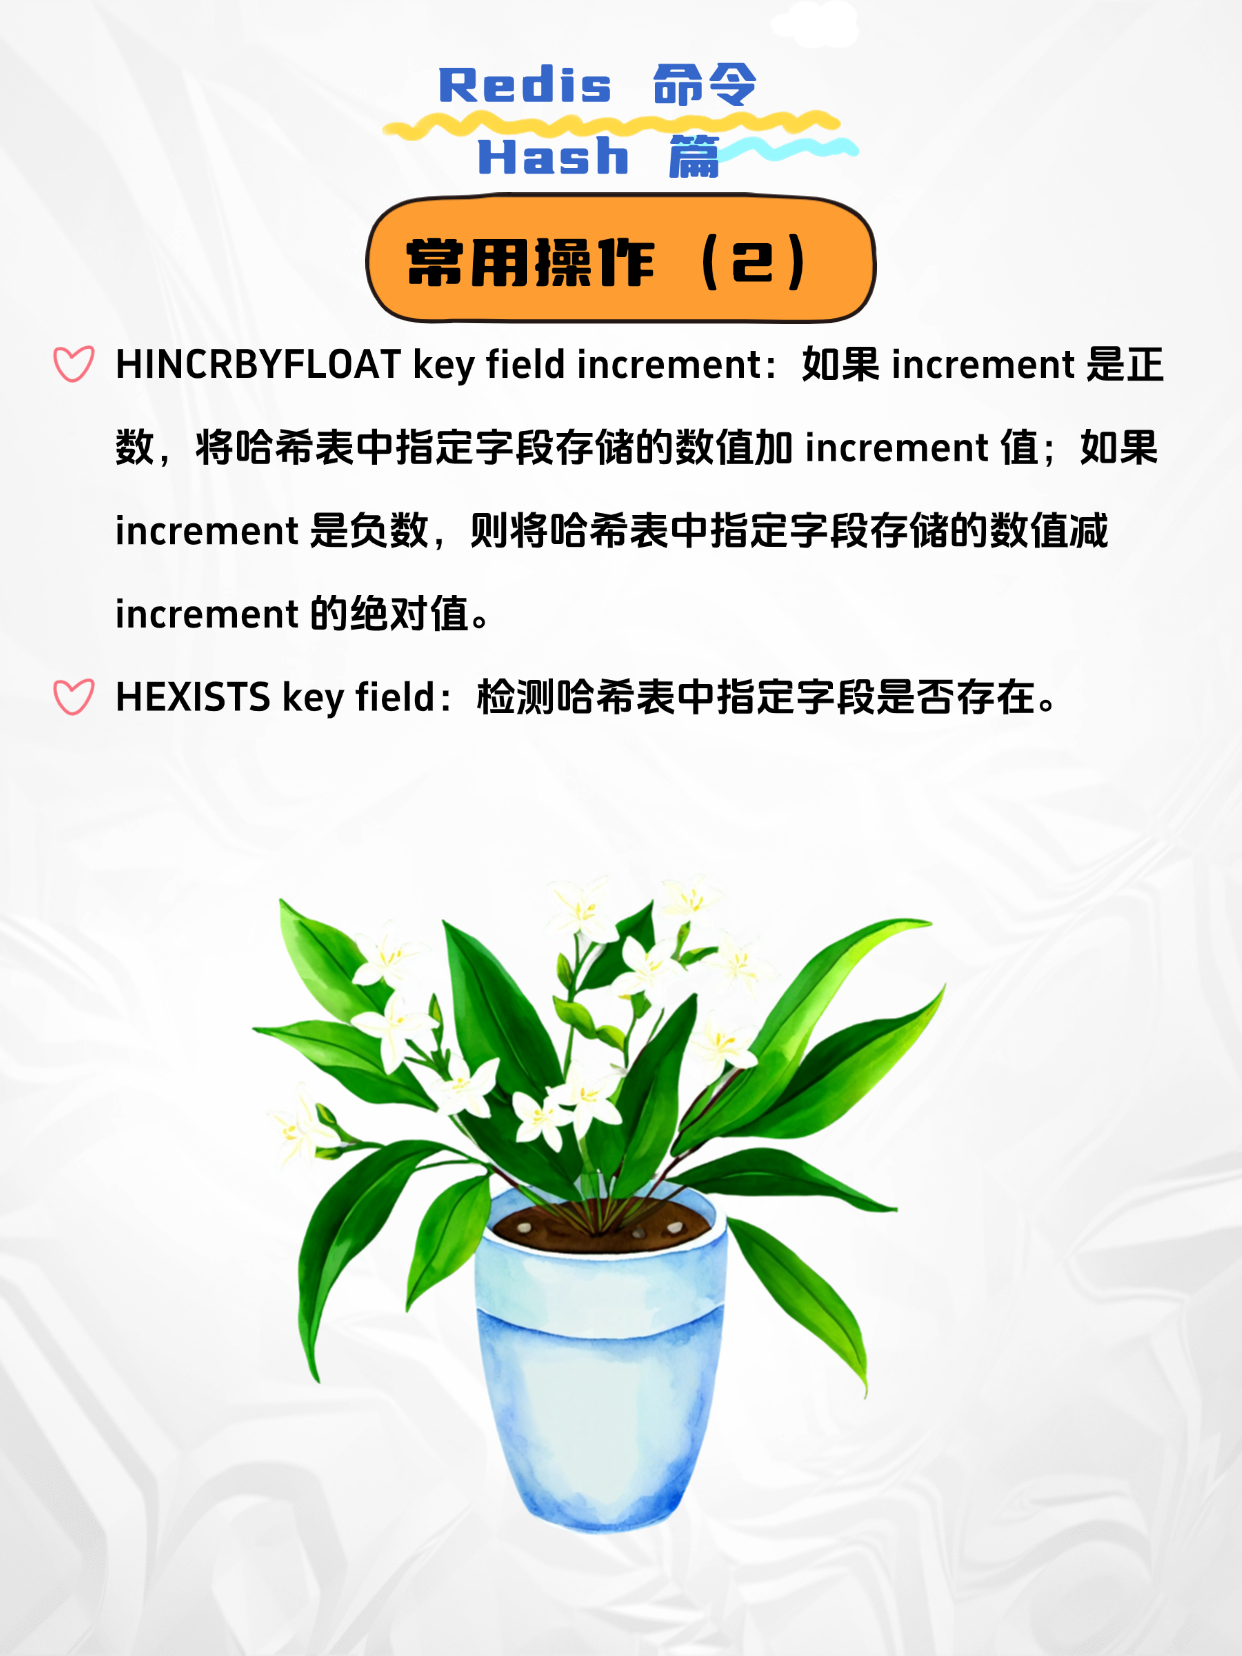 Redis 命令
Hash 篇
常用操作（2）
HINCRBYFLOAT key field increment：如果 increment 是正
数，将哈希表中指定字段存储的数值加 increment 值；如果
increment 是负数，则将哈希表中指定字段存储的数值减
increment 的绝对值。
HEXISTS key field：检测哈希表中指定字段是否存在。